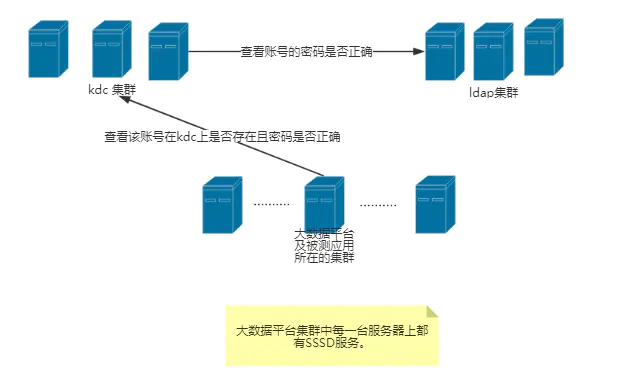 查看账号的密码是否正确
kdc 集群
ldap集群
查看该账号在kdc上是否存在且密码是否正确
..........
..........
大数据平台
及被测应用
所在的集群
大数据平台集群中每一台服务器上都
有SSSD服务。